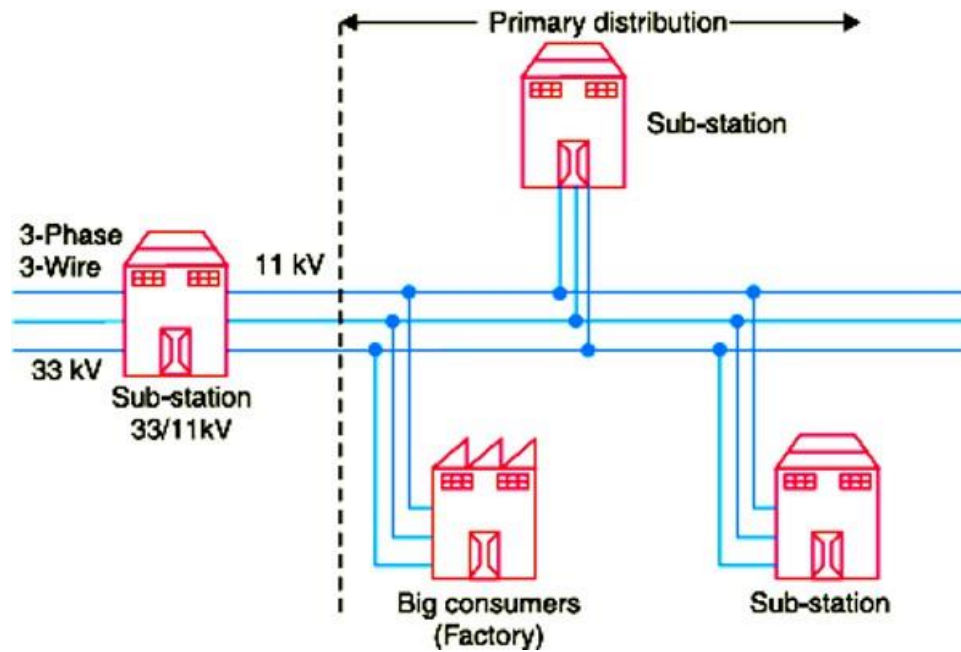 Primary distribution
Sub-station
3-Phase
3-Wire
11 kV
33 kV
Sub-station
33/11kV
Big consumers
(Factory)
Sub-station